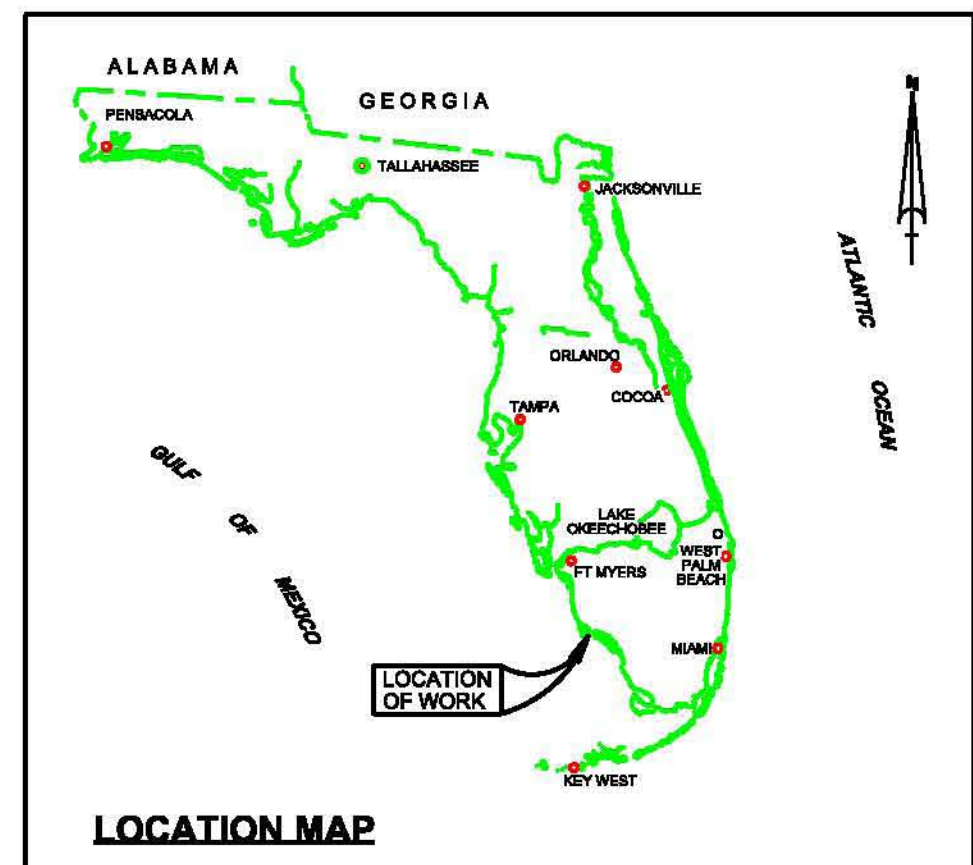 ALABAMA
GEORGIA
N
PENSACOLA
TALLAHASSEE
JACKSONVILLE
ATLANTIC
OCEAN
ORLANDO
COCOA
TAMPA
GULF
OF
MEXICO
LAKE
OKEECHOBEE
WEST
PALM
BEACH
FT MYERS
MIAMI
LOCATION
OF WORK
KEY WEST
LOCATION MAP